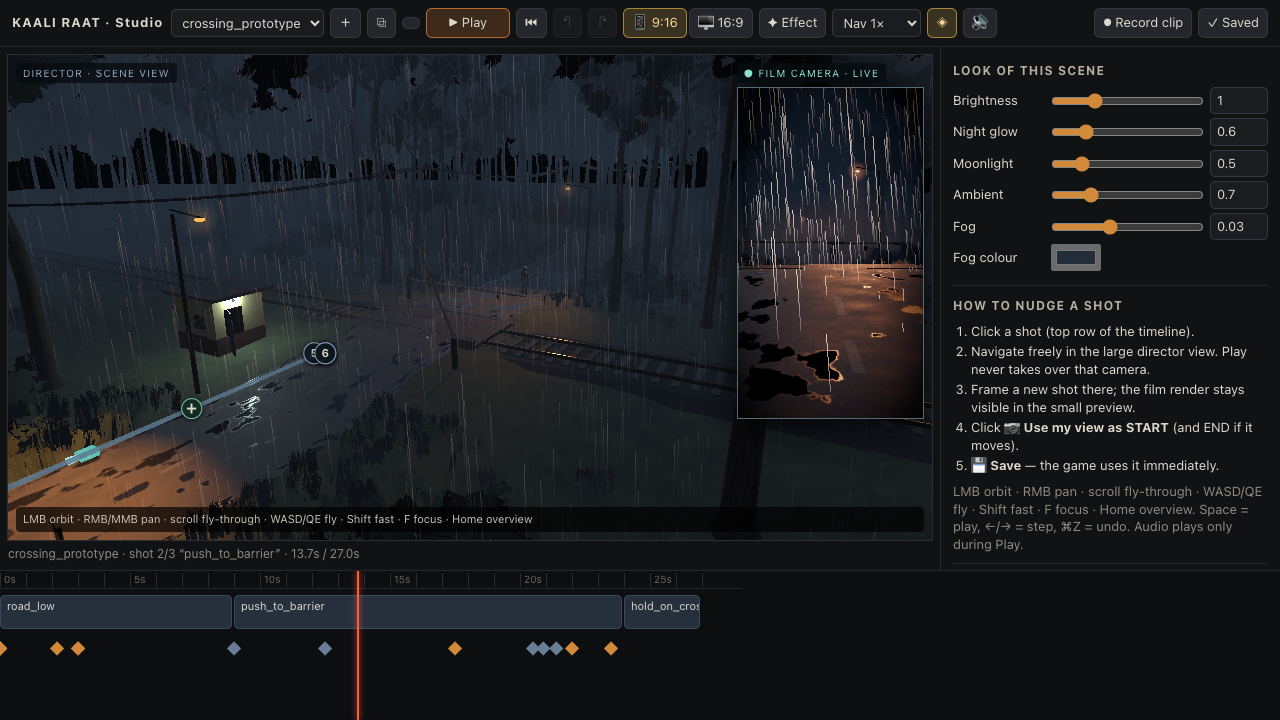 KAALI RAAT · Studio
crossing_prototype
+
Play
9:16
16:9
Effect
Nav 1×
Record clip
✓ Saved
DIRECTOR · SCENE VIEW
FILM CAMERA · LIVE
6
+
LMB orbit · RMB/MMB pan · scroll fly-through · WASD/QE fly · Shift fast · F focus · Home overview
crossing_prototype · shot 2/3 “push_to_barrier” · 13.7s / 27.0s
LOOK OF THIS SCENE
Brightness 1
Night glow 0.6
Moonlight 0.5
Ambient 0.7
Fog 0.03
Fog colour
HOW TO NUDGE A SHOT
1. Click a shot (top row of the timeline).
2. Navigate freely in the large director view. Play
never takes over that camera.
3. Frame a new shot there; the film render stays
visible in the small preview.
4. Click 📷 Use my view as START (and END if it
moves).
5. 💾 Save — the game uses it immediately.
LMB orbit · RMB pan · scroll fly-through · WASD/QE
fly · Shift fast · F focus · Home overview. Space =
play, ←/→ = step, ⌘Z = undo. Audio plays only
during Play.
0s 5s 10s 15s 20s 25s
road_low
push_to_barrier
hold_on_cros